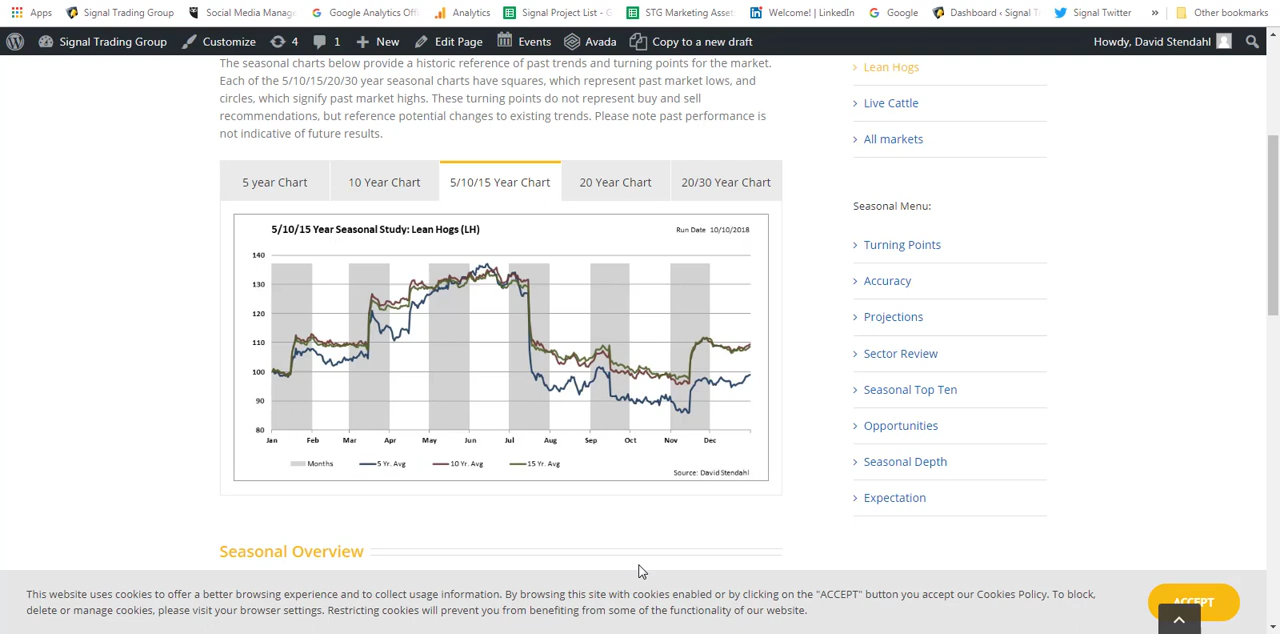 Apps Signal Trading Group Social Media Manage Google Analytics Offi Analytics Signal Project List - G STG Marketing Asset Welcome! | LinkedIn Google Dashboard ‹ Signal T Signal Twitter » Other bookmarks
Signal Trading Group Customize 4 1 New Edit Page Events Avada Copy to a new draft Howdy, David Stendahl
The seasonal charts below provide a historic reference of past trends and turning points for the market.
Each of the 5/10/15/20/30 year seasonal charts have squares, which represent past market lows, and
circles, which signify past market highs. These turning points do not represent buy and sell
recommendations, but reference potential changes to existing trends. Please note past performance is
not indicative of future results.
5 year Chart 10 Year Chart 5/10/15 Year Chart 20 Year Chart 20/30 Year Chart
5/10/15 Year Seasonal Study: Lean Hogs (LH) Run Date 10/10/2018
140
130
120
110
100
90
80
Jan Feb Mar Apr May Jun Jul Aug Sep Oct Nov Dec
Months 5 Yr. Avg 10 Yr. Avg 15 Yr. Avg
Source: David Stendahl
Seasonal Overview
Lean Hogs
Live Cattle
All markets
Seasonal Menu:
Turning Points
Accuracy
Projections
Sector Review
Seasonal Top Ten
Opportunities
Seasonal Depth
Expectation
This website uses cookies to offer a better browsing experience and to collect usage information. By browsing this site with cookies enabled or by clicking on the "ACCEPT" button you accept our Cookies Policy. To block,
delete or manage cookies, please visit your browser settings. Restricting cookies will prevent you from benefiting from some of the functionality of our website.
ACCEPT